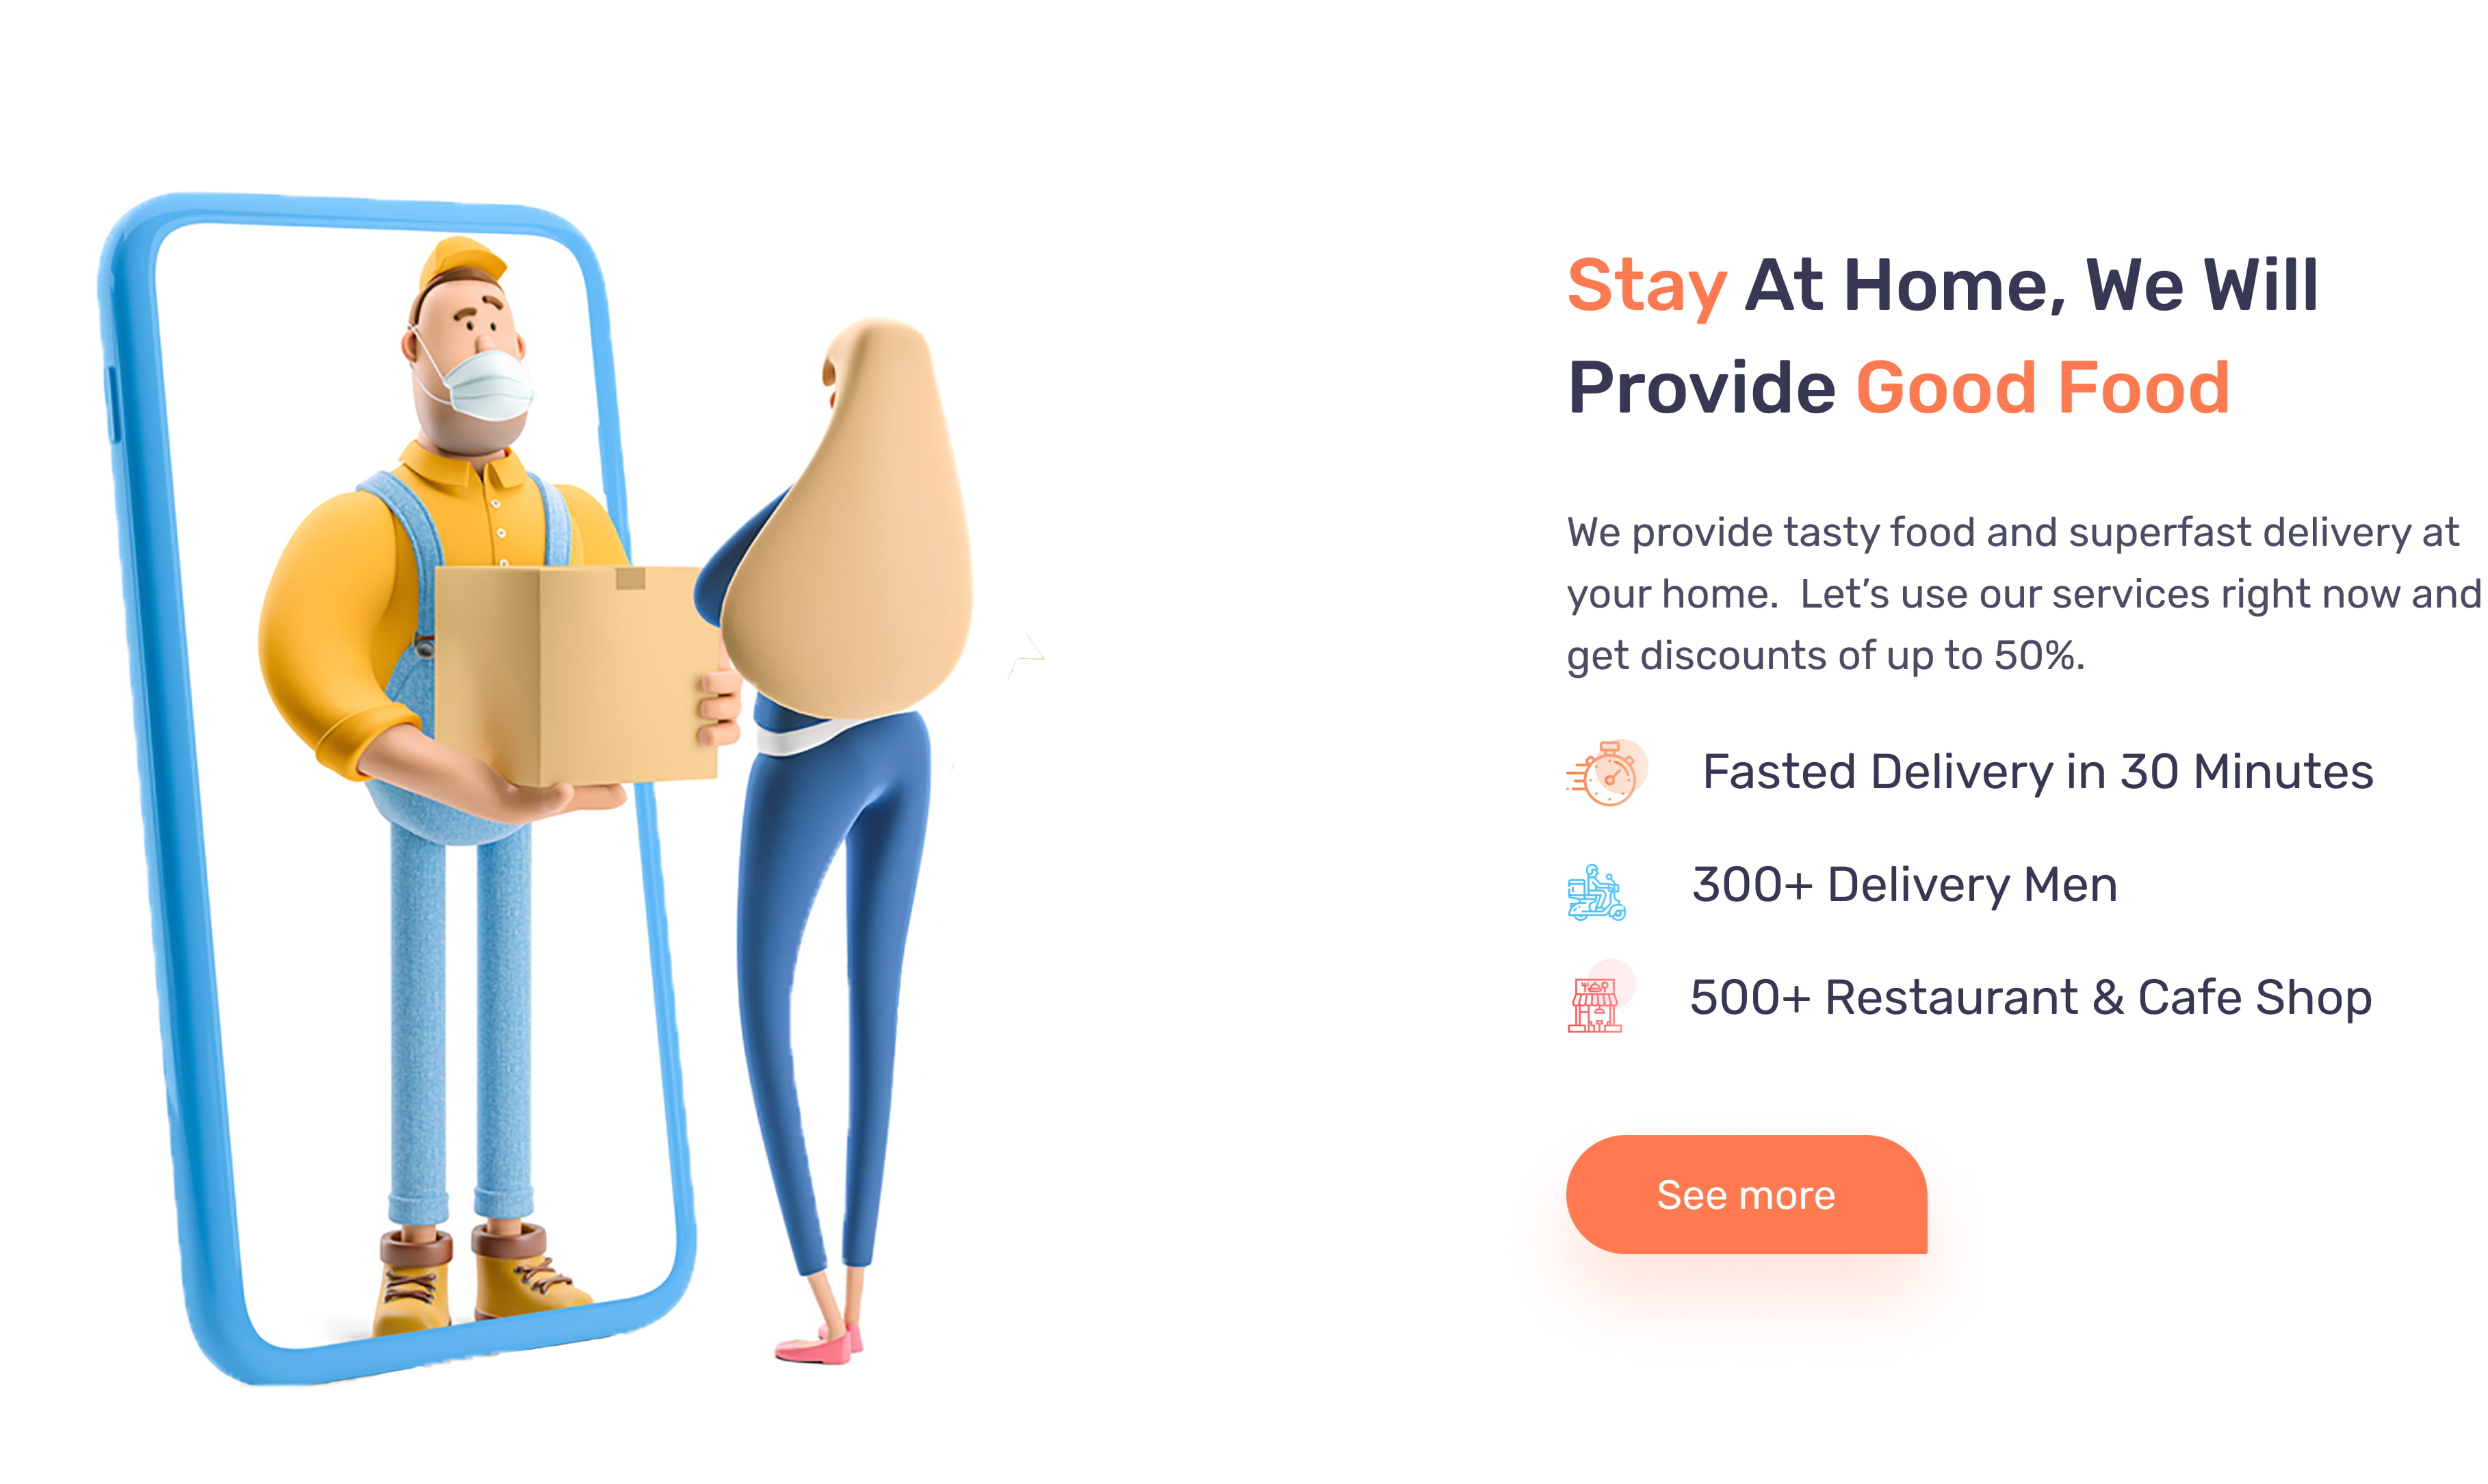 Stay At Home, We Will
Provide Good Food
We provide tasty food and superfast delivery at
your home.  Let’s use our services right now and
get discounts of up to 50%.
Fasted Delivery in 30 Minutes
300+ Delivery Men
500+ Restaurant & Cafe Shop
See more